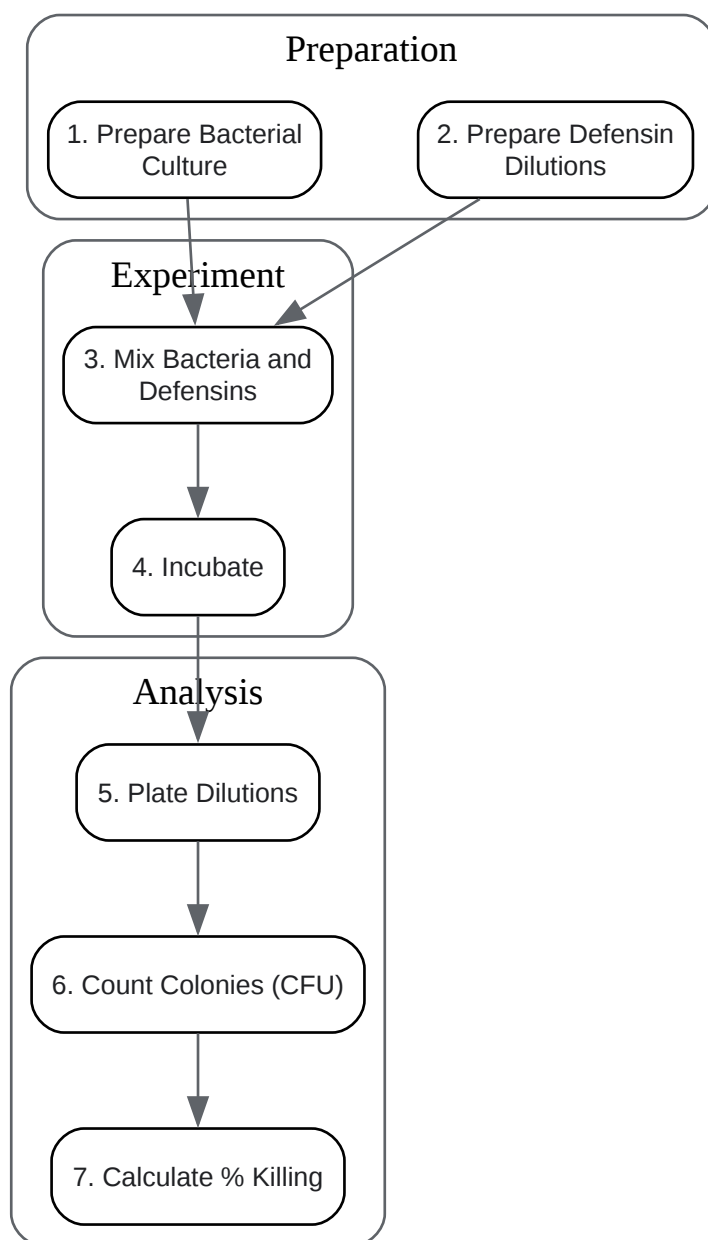 Preparation
1. Prepare Bacterial
Culture
2. Prepare Defensin
Dilutions
Experiment
3. Mix Bacteria and
Defensins
4. Incubate
Analysis
5. Plate Dilutions
6. Count Colonies (CFU)
7. Calculate % Killing